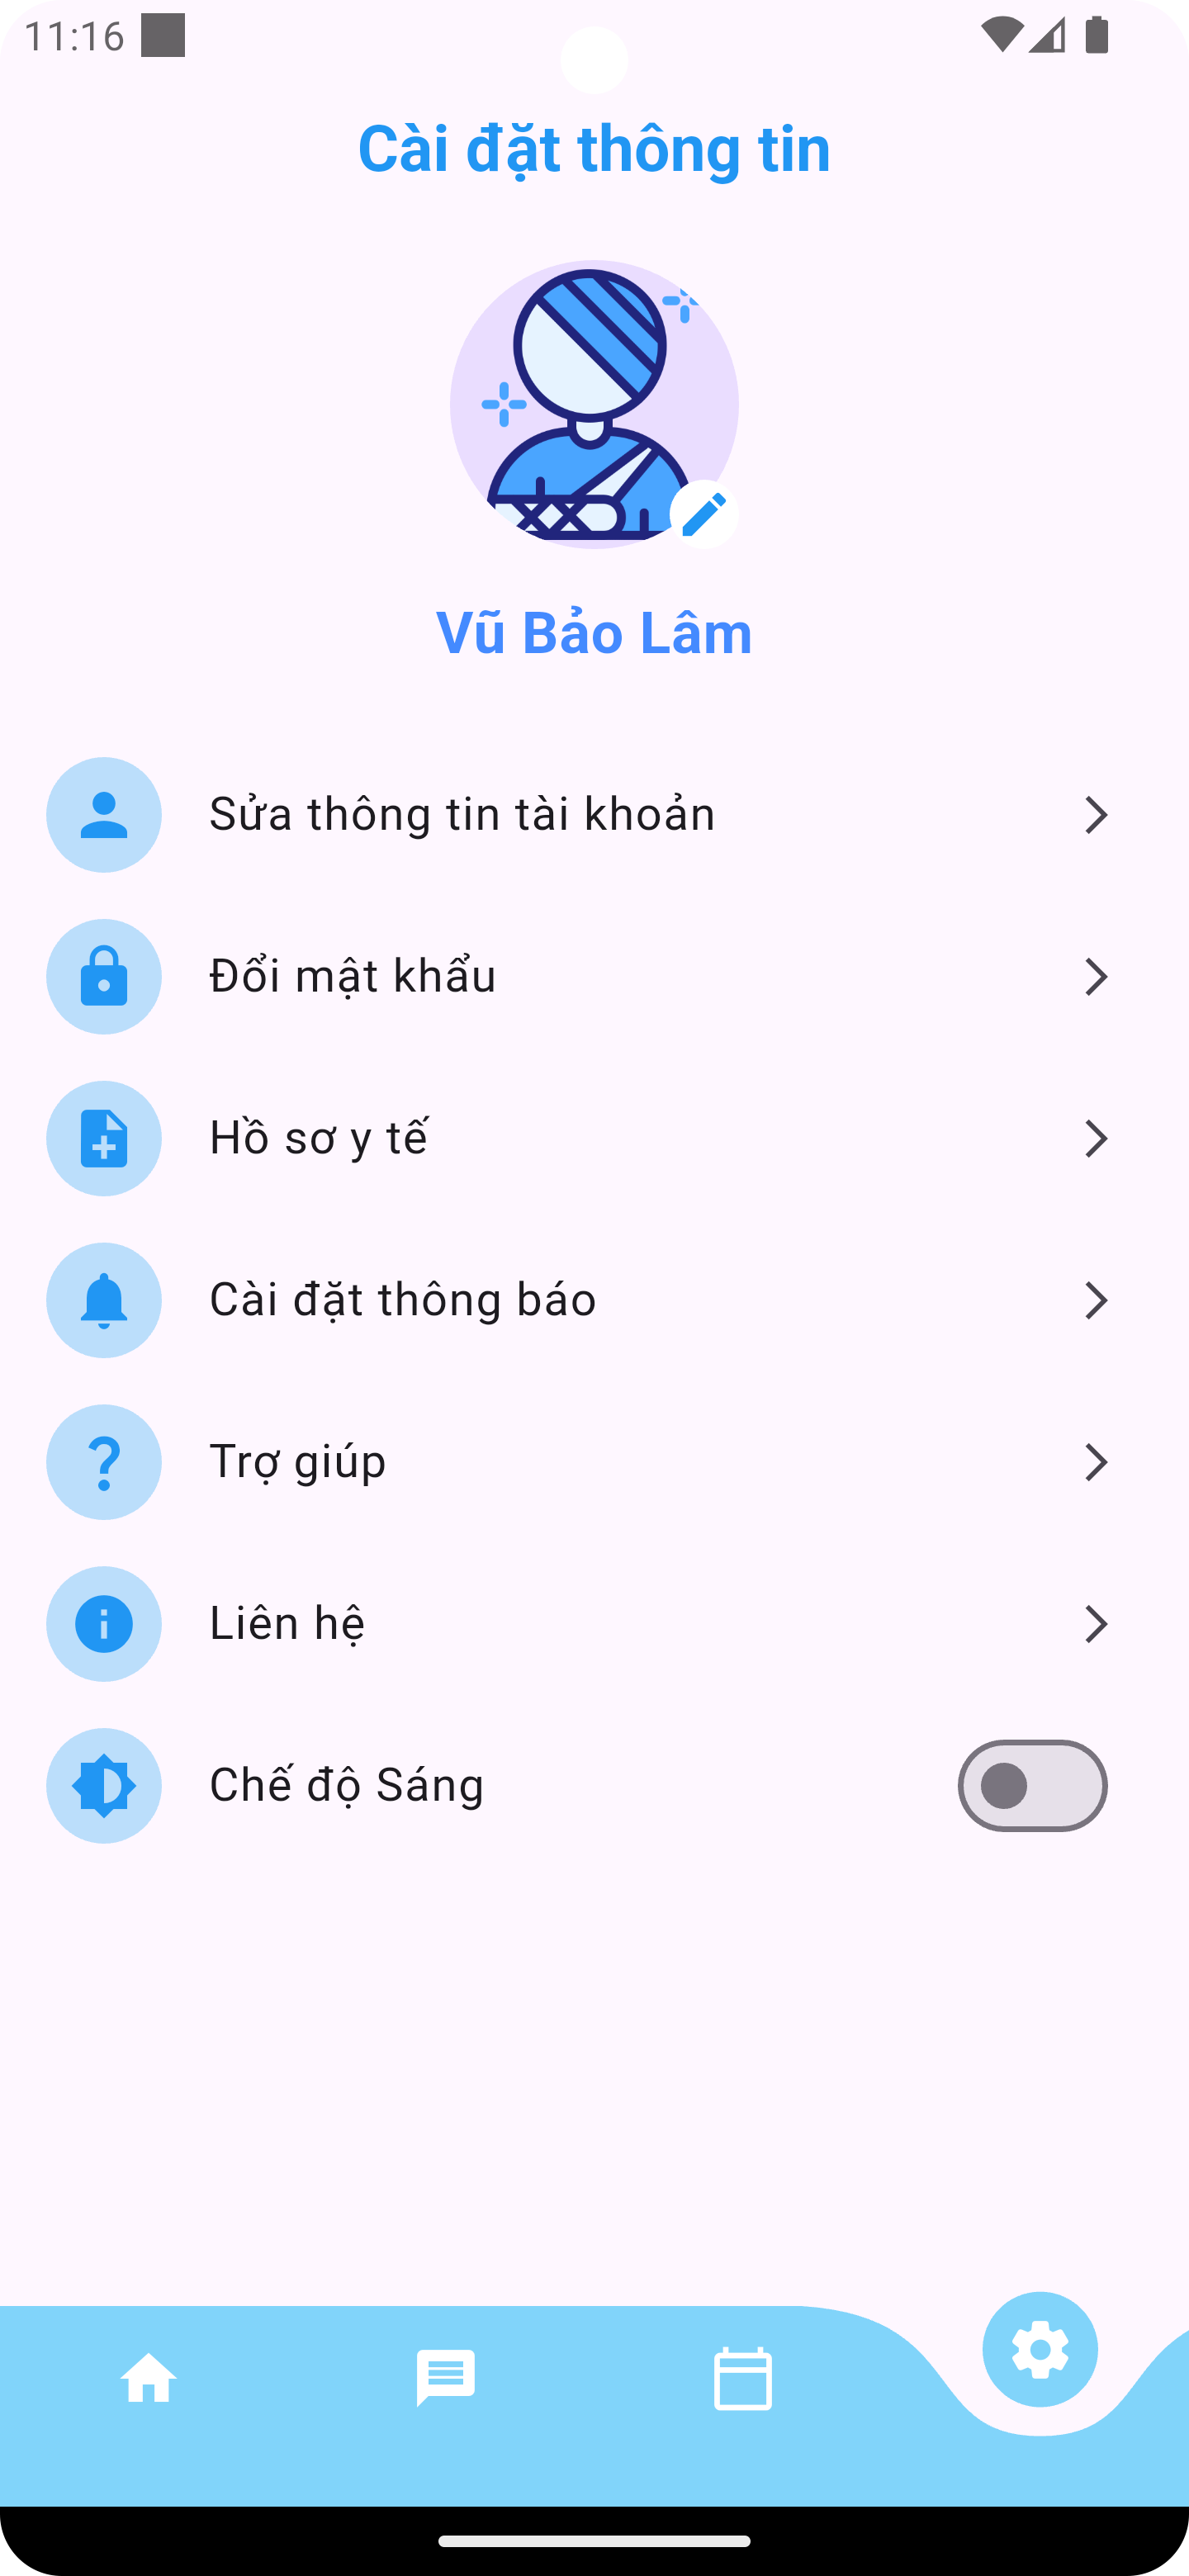 11:16
Cài đặt thông tin
Vũ Bảo Lâm
Sửa thông tin tài khoản
Đổi mật khẩu
Hồ sơ y tế
Cài đặt thông báo
Trợ giúp
Liên hệ
Chế độ Sáng